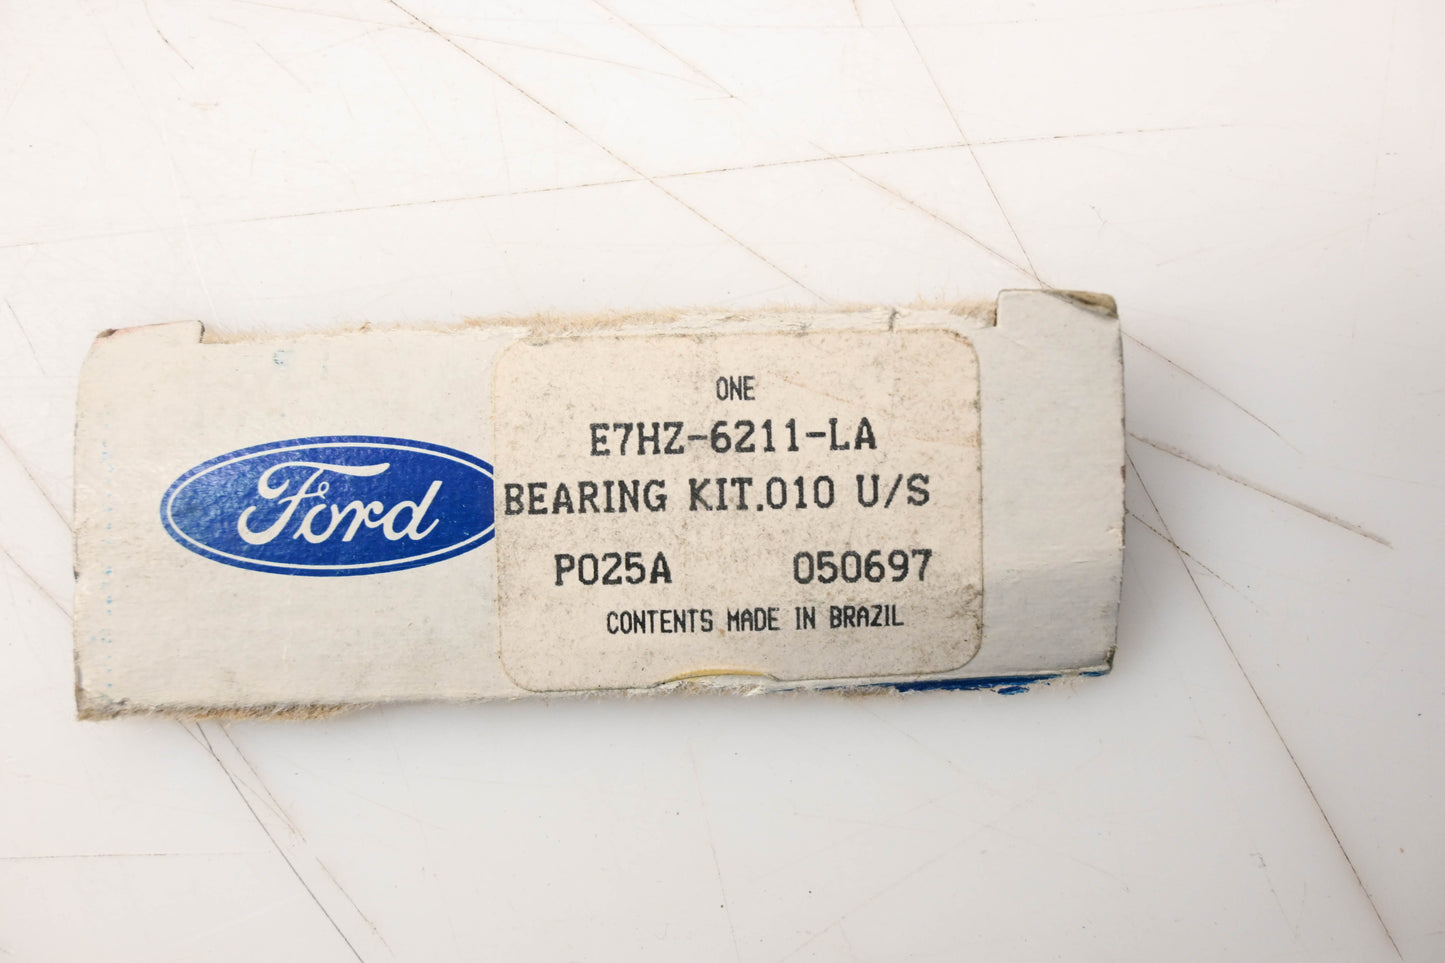 Ford
ONE
E7HZ-6211-LA
BEARING KIT.010 U/S
P025A 050697
CONTENTS MADE IN BRAZIL